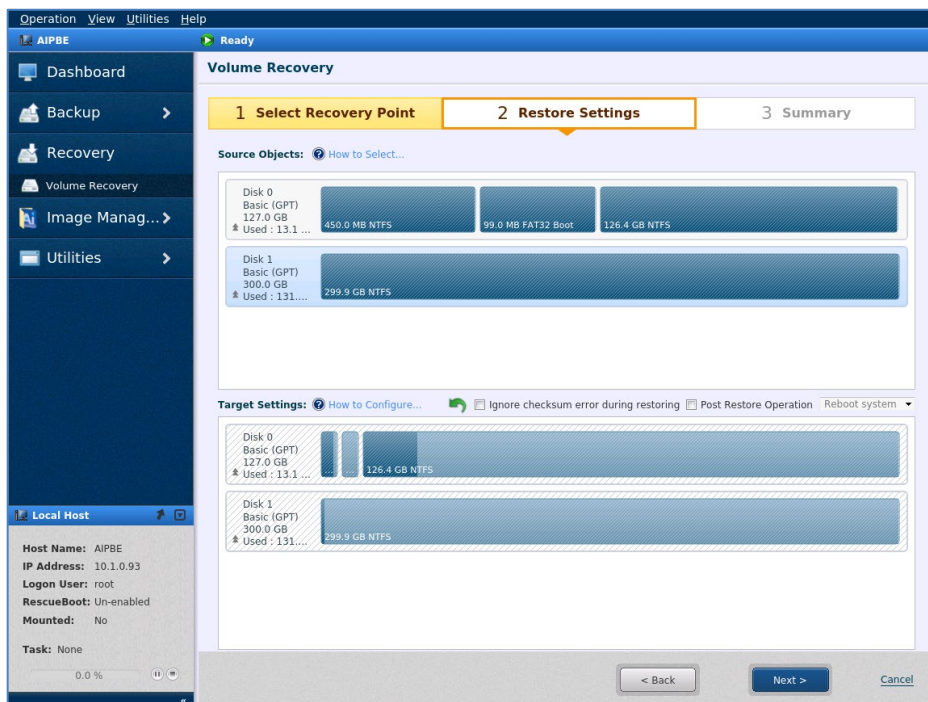 Operation View Utilities Help
AIPBE
Ready
Dashboard
Backup
Recovery
Volume Recovery
Image Manag...
Utilities
Volume Recovery
1 Select Recovery Point
2 Restore Settings
3 Summary
Source Objects: How to Select...
Disk 0
Basic (GPT)
127.0 GB
Used : 13.1 ...
450.0 MB NTFS
99.0 MB FAT32 Boot
126.4 GB NTFS
Disk 1
Basic (GPT)
300.0 GB
Used : 131....
299.9 GB NTFS
Target Settings: How to Configure... Ignore checksum error during restoring Post Restore Operation Reboot system
Disk 0
Basic (GPT)
127.0 GB
Used : 13.1 ...
...
...
126.4 GB NTFS
Disk 1
Basic (GPT)
300.0 GB
Used : 131....
299.9 GB NTFS
Local Host
Host Name: AIPBE
IP Address: 10.1.0.93
Logon User: root
RescueBoot: Un-enabled
Mounted: No
Task: None
0.0 %
< Back
Next >
Cancel